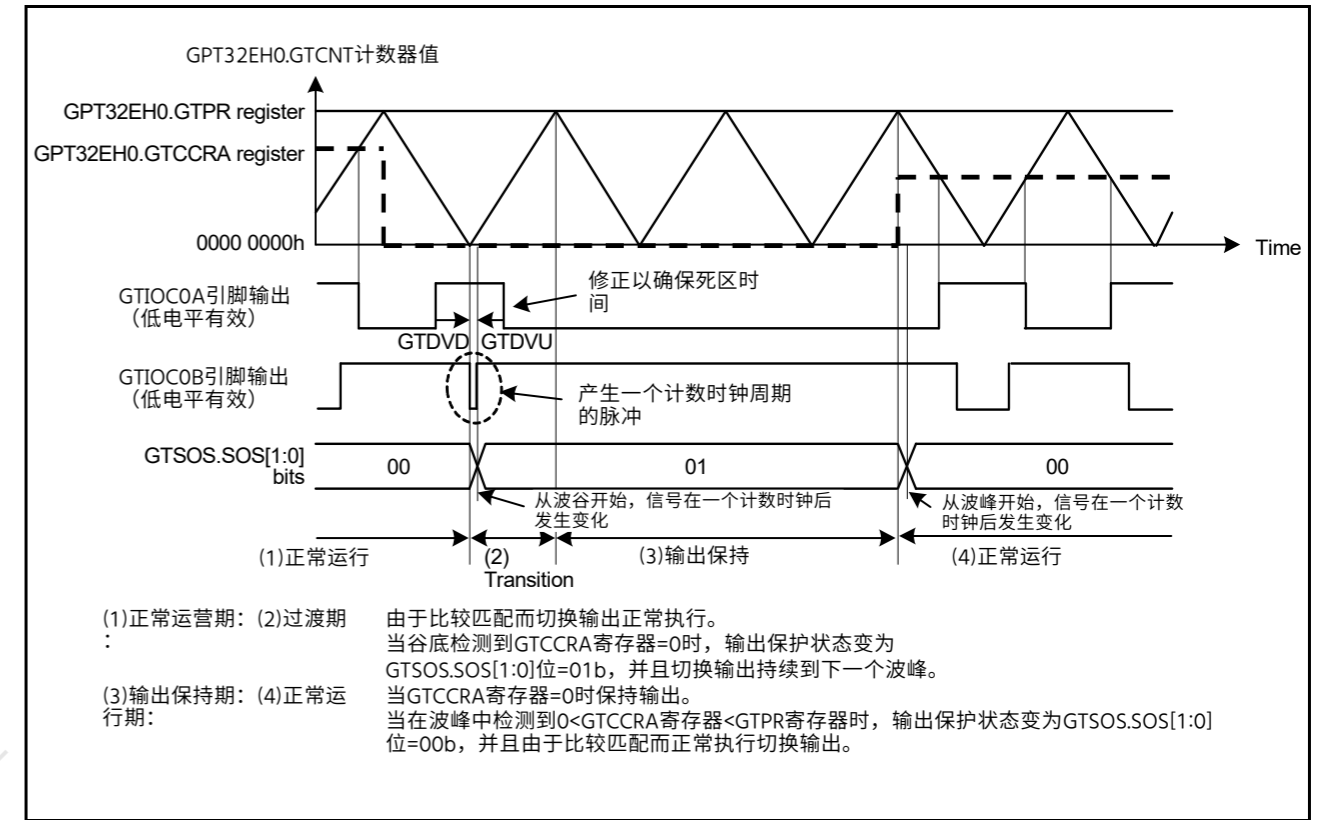 GPT32EH0.GTCNT计数器值
GPT32EH0.GTPR register
GPT32EH0.GTCCRA register
0000 0000h
Time
GTIOC0A引脚输出
（低电平有效）
修正以确保死区时
间
GTDVD
GTDVU
GTIOC0B引脚输出
（低电平有效）
产生一个计数时钟周期
的脉冲
GTSOS.SOS[1:0]
bits
00
01
00
从波谷开始，信号在一个计数时钟后
发生变化
从波峰开始，信号在一个计数
时钟后发生变化
(1)正常运行
(2)
Transition
(3)输出保持
(4)正常运行
(1)正常运营期：(2)过渡期
：
由于比较匹配而切换输出正常执行。
当谷底检测到GTCCRA寄存器=0时，输出保护状态变为
GTSOS.SOS[1:0]位=01b，并且切换输出持续到下一个波峰。
(3)输出保持期：(4)正常运
行期：
当GTCCRA寄存器=0时保持输出。
当在波峰中检测到0<GTCCRA寄存器<GTPR寄存器时，输出保护状态变为GTSOS.SOS[1:0]
位=00b，并且由于比较匹配而正常执行切换输出。